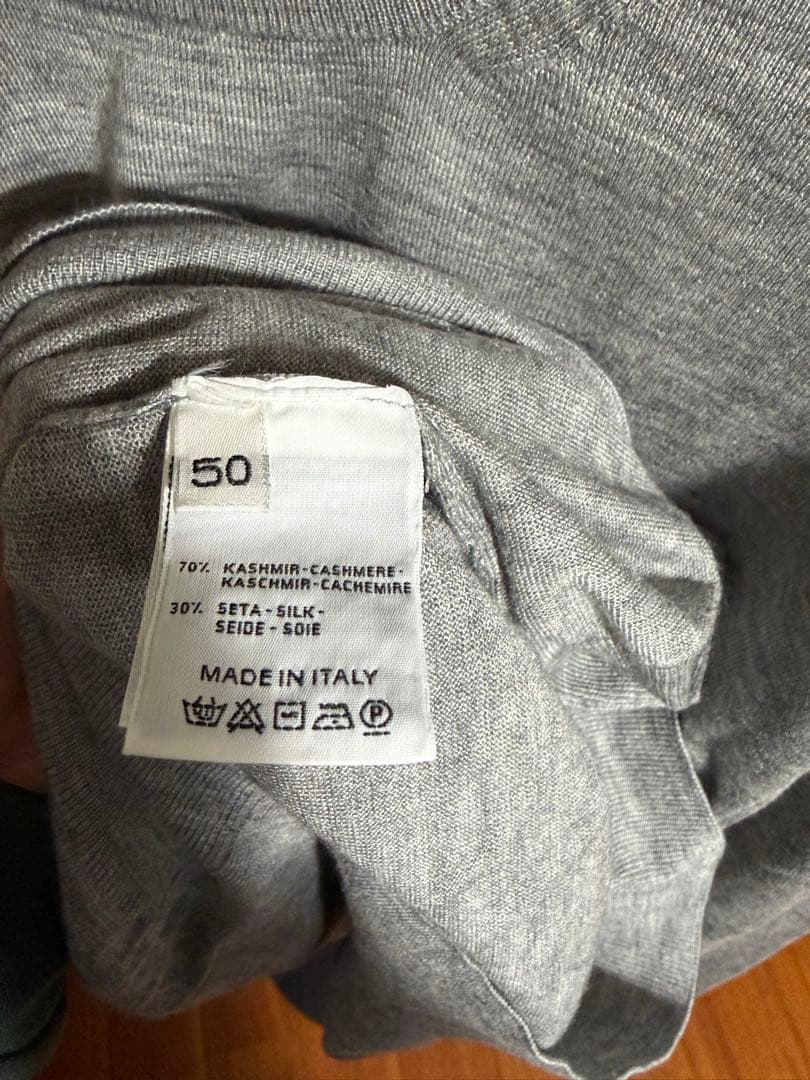 50
70% KASHMIR-CASHMERE-
KASCHMIR-CACHEMIRE
30% SETA-SILK-
SEIDE-SOIE
MADE IN ITALY
P